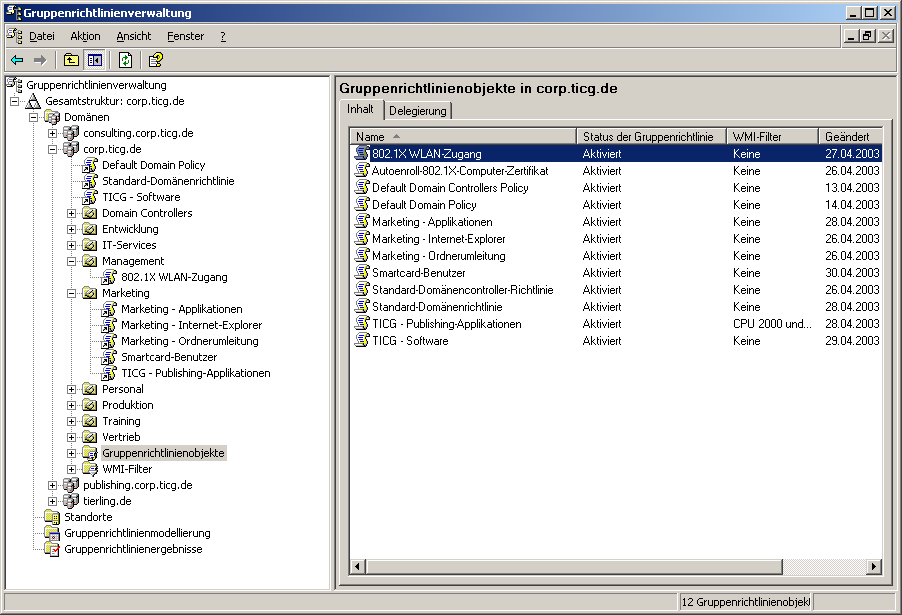 Gruppenrichtlinienverwaltung
Datei Aktion Ansicht Fenster ?
Gruppenrichtlinienverwaltung
Gesamtstruktur: corp.ticg.de
Domänen
consulting.corp.ticg.de
corp.ticg.de
Default Domain Policy
Standard-Domänenrichtlinie
TICG - Software
Domain Controllers
Entwicklung
IT-Services
Management
802.1X WLAN-Zugang
Marketing
Marketing - Applikationen
Marketing - Internet-Explorer
Marketing - Ordnerumleitung
Smartcard-Benutzer
TICG - Publishing-Applikationen
Personal
Produktion
Training
Vertrieb
Gruppenrichtlinienobjekte
WMI-Filter
publishing.corp.ticg.de
tierling.de
Standorte
Gruppenrichtlinienmodellierung
Gruppenrichtlinienergebnisse
Gruppenrichtlinienobjekte in corp.ticg.de
Inhalt Delegierung
Name Status der Gruppenrichtlinie WMI-Filter Geändert
802.1X WLAN-Zugang Aktiviert Keine 27.04.2003
Autoenroll-802.1X-Computer-Zertifikat Aktiviert Keine 26.04.2003
Default Domain Controllers Policy Aktiviert Keine 13.04.2003
Default Domain Policy Aktiviert Keine 14.04.2003
Marketing - Applikationen Aktiviert Keine 28.04.2003
Marketing - Internet-Explorer Aktiviert Keine 26.04.2003
Marketing - Ordnerumleitung Aktiviert Keine 26.04.2003
Smartcard-Benutzer Aktiviert Keine 30.04.2003
Standard-Domänencontroller-Richtlinie Aktiviert Keine 26.04.2003
Standard-Domänenrichtlinie Aktiviert Keine 28.04.2003
TICG - Publishing-Applikationen Aktiviert CPU 2000 und... 28.04.2003
TICG - Software Aktiviert Keine 29.04.2003
12 Gruppenrichtlinienobjekt